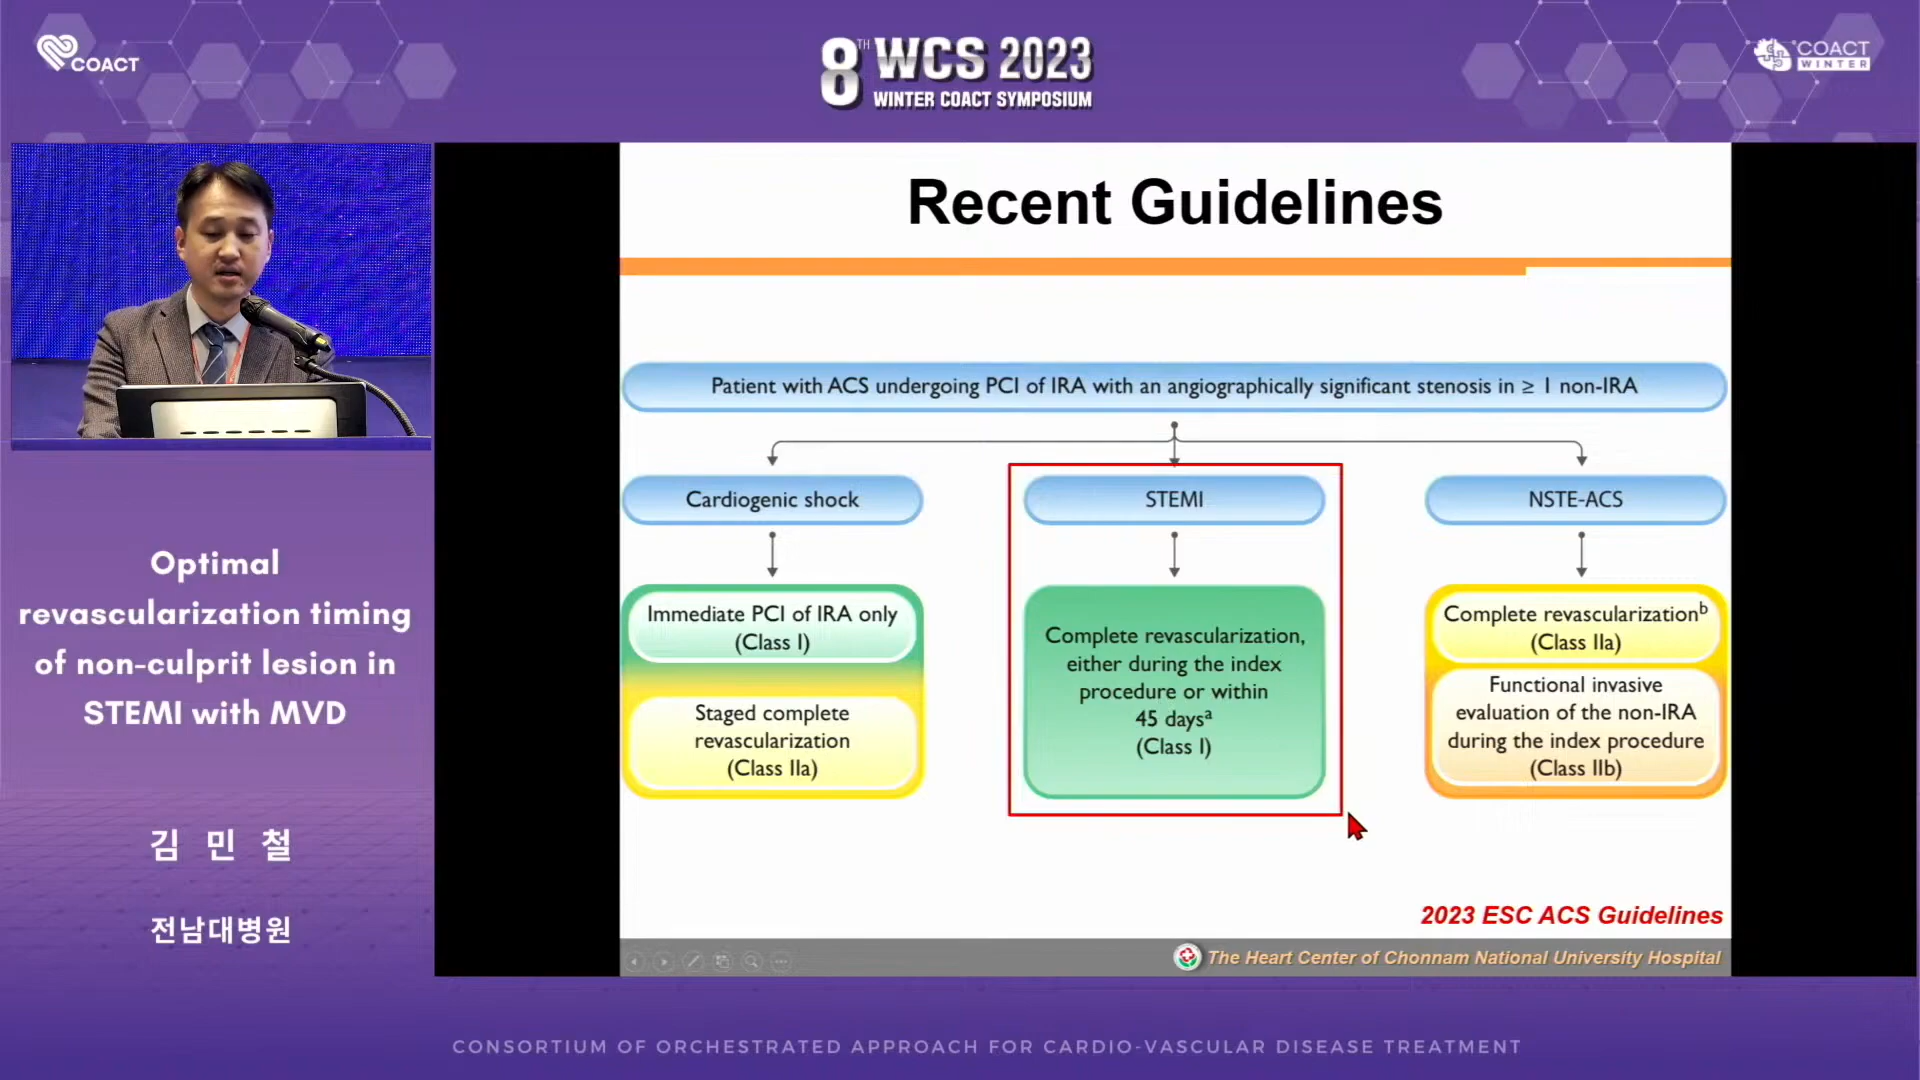 COACT
8TH WCS 2023
WINTER COACT SYMPOSIUM
COACT
WINTER
Optimal
revascularization timing
of non-culprit lesion in
STEMI with MVD
김 민 철
전남대병원
Recent Guidelines
Patient with ACS undergoing PCI of IRA with an angiographically significant stenosis in ≥ 1 non-IRA
Cardiogenic shock
Immediate PCI of IRA only
(Class I)
Staged complete
revascularization
(Class IIa)
STEMI
Complete revascularization,
either during the index
procedure or within
45 daysª
(Class I)
NSTE-ACS
Complete revascularizationᵇ
(Class IIa)
Functional invasive
evaluation of the non-IRA
during the index procedure
(Class IIb)
2023 ESC ACS Guidelines
The Heart Center of Chonnam National University Hospital
CONSORTIUM OF ORCHESTRATED APPROACH FOR CARDIO-VASCULAR DISEASE TREATMENT